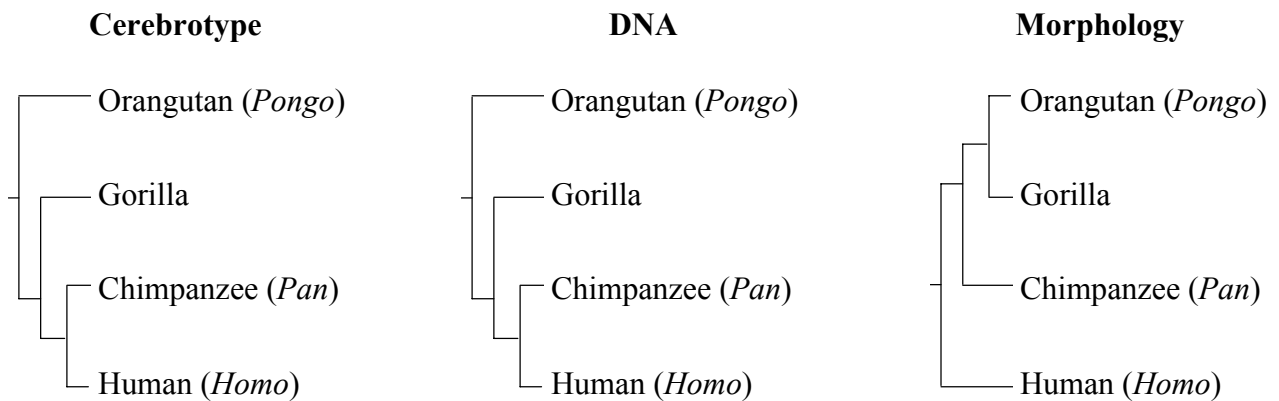 Cerebrotype
Orangutan (Pongo)
Gorilla
Chimpanzee (Pan)
Human (Homo)
DNA
Orangutan (Pongo)
Gorilla
Chimpanzee (Pan)
Human (Homo)
Morphology
Orangutan (Pongo)
Gorilla
Chimpanzee (Pan)
Human (Homo)